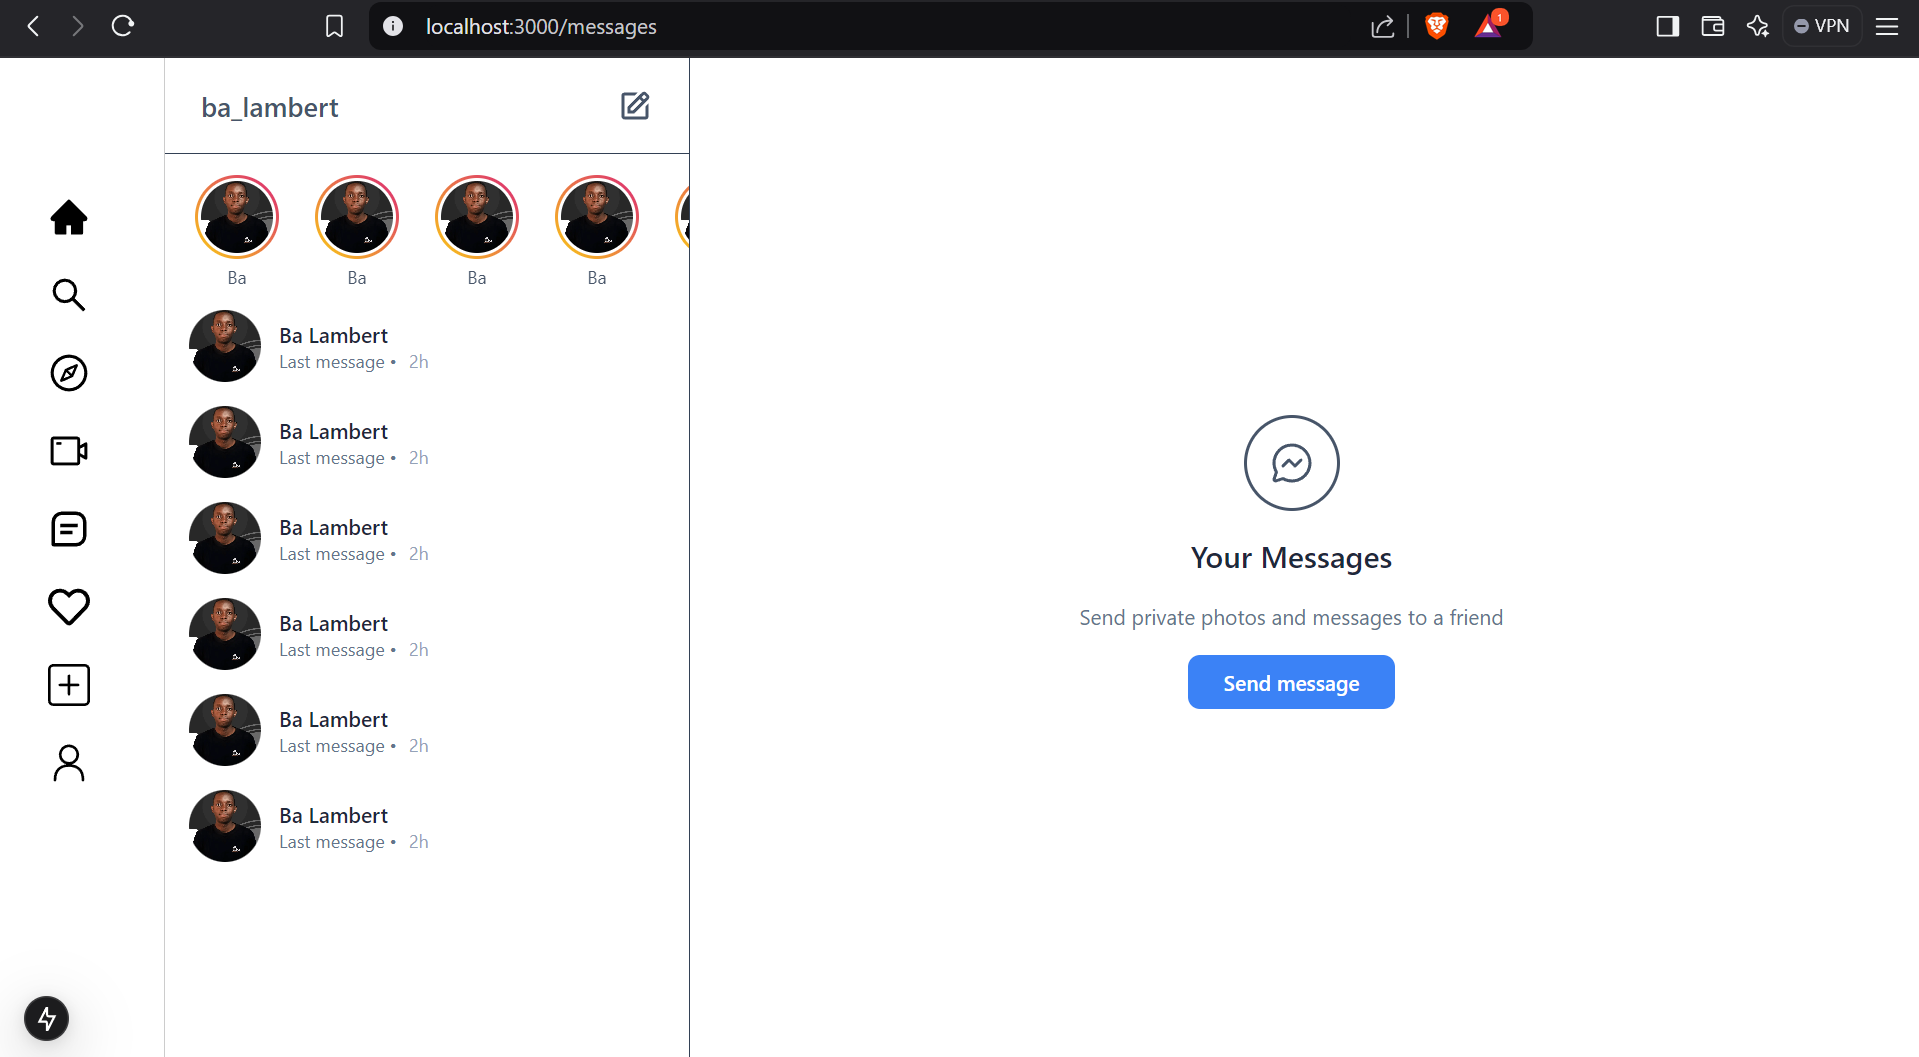 localhost:3000/messages
1
VPN
ba_lambert
Ba
Ba
Ba
Ba
Ba Lambert
Last message • 2h
Ba Lambert
Last message • 2h
Ba Lambert
Last message • 2h
Ba Lambert
Last message • 2h
Ba Lambert
Last message • 2h
Ba Lambert
Last message • 2h
Your Messages
Send private photos and messages to a friend
Send message